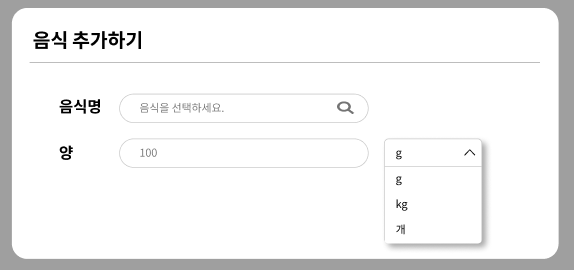 음식 추가하기
음식명 음식을 선택하세요.
양 100 g
g
kg
개